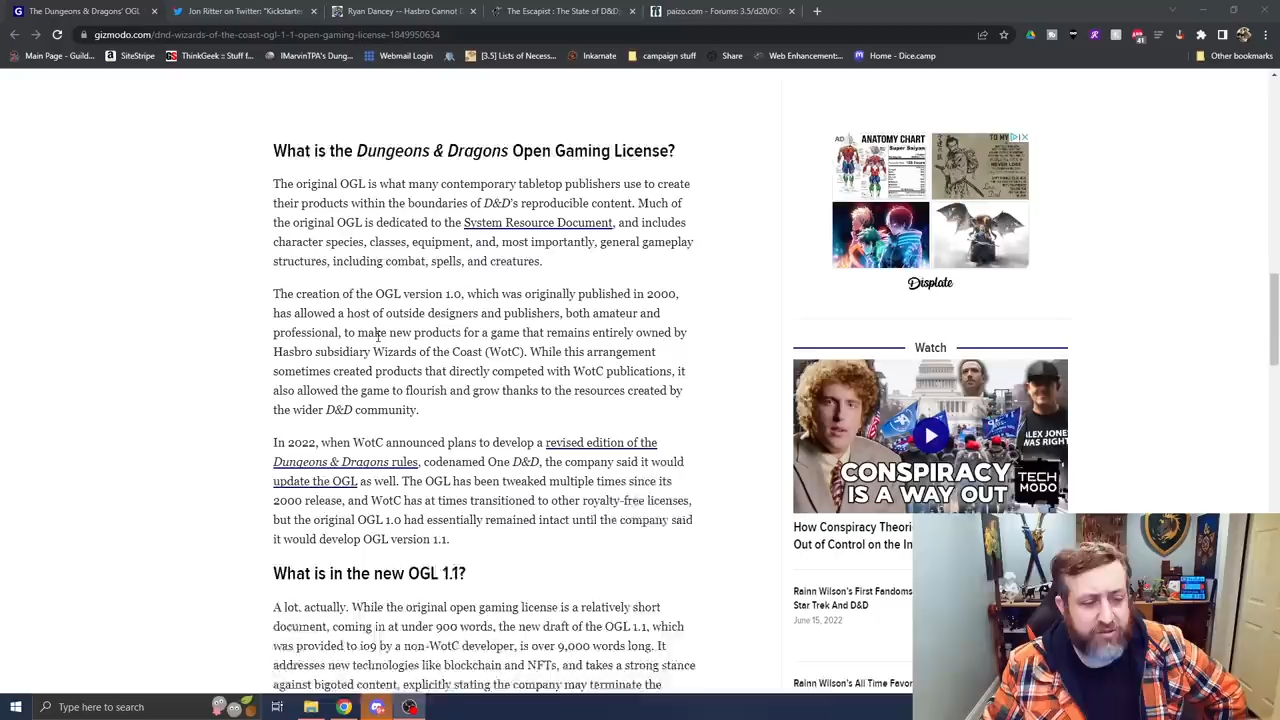 The Dungeons & Dragons' OGL
Jon Ritter on Twitter: "Kickstarte
Ryan Dancey -- Hasbro Cannot D
The Escapist : The State of D&D:
paizo.com - Forums: 3.5/d20/OG
gizmodo.com/dnd-wizards-of-the-coast-ogl-1-1-open-gaming-license-1849950634
Main Page - Guild...
SiteStripe
ThinkGeek :: Stuff f...
IMarvinTPA's Dung...
Webmail Login
[3.5] Lists of Necess...
Inkarnate
campaign stuff
Share
Web Enhancement:...
Home - Dice.camp
Other bookmarks
What is the Dungeons & Dragons Open Gaming License?
The original OGL is what many contemporary tabletop publishers use to create
their products within the boundaries of D&D's reproducible content. Much of
the original OGL is dedicated to the System Resource Document, and includes
character species, classes, equipment, and, most importantly, general gameplay
structures, including combat, spells, and creatures.
The creation of the OGL version 1.0, which was originally published in 2000,
has allowed a host of outside designers and publishers, both amateur and
professional, to make new products for a game that remains entirely owned by
Hasbro subsidiary Wizards of the Coast (WotC). While this arrangement
sometimes created products that directly competed with WotC publications, it
also allowed the game to flourish and grow thanks to the resources created by
the wider D&D community.
In 2022, when WotC announced plans to develop a revised edition of the
Dungeons & Dragons rules, codenamed One D&D, the company said it would
update the OGL as well. The OGL has been tweaked multiple times since its
2000 release, and WotC has at times transitioned to other royalty-free licenses,
but the original OGL 1.0 had essentially remained intact until the company said
it would develop OGL version 1.1.
What is in the new OGL 1.1?
A lot, actually. While the original open gaming license is a relatively short
document, coming in at under 900 words, the new draft of the OGL 1.1, which
was provided to io9 by a non-WotC developer, is over 9,000 words long. It
addresses new technologies like blockchain and NFTs, and takes a strong stance
against bigoted content, explicitly stating the company may terminate the
AD
ANATOMY CHART
Super Saiyan
TO MY
NEVER LOSE
Displate
Watch
ALEX JONES
WAS RIGHT
CONSPIRACY
IS A WAY OUT
TECH
MODO
How Conspiracy Theori
Out of Control on the In
Rainn Wilson's First Fandoms
Star Trek And D&D
June 15, 2022
Rainn Wilson's All Time Favor
Type here to search